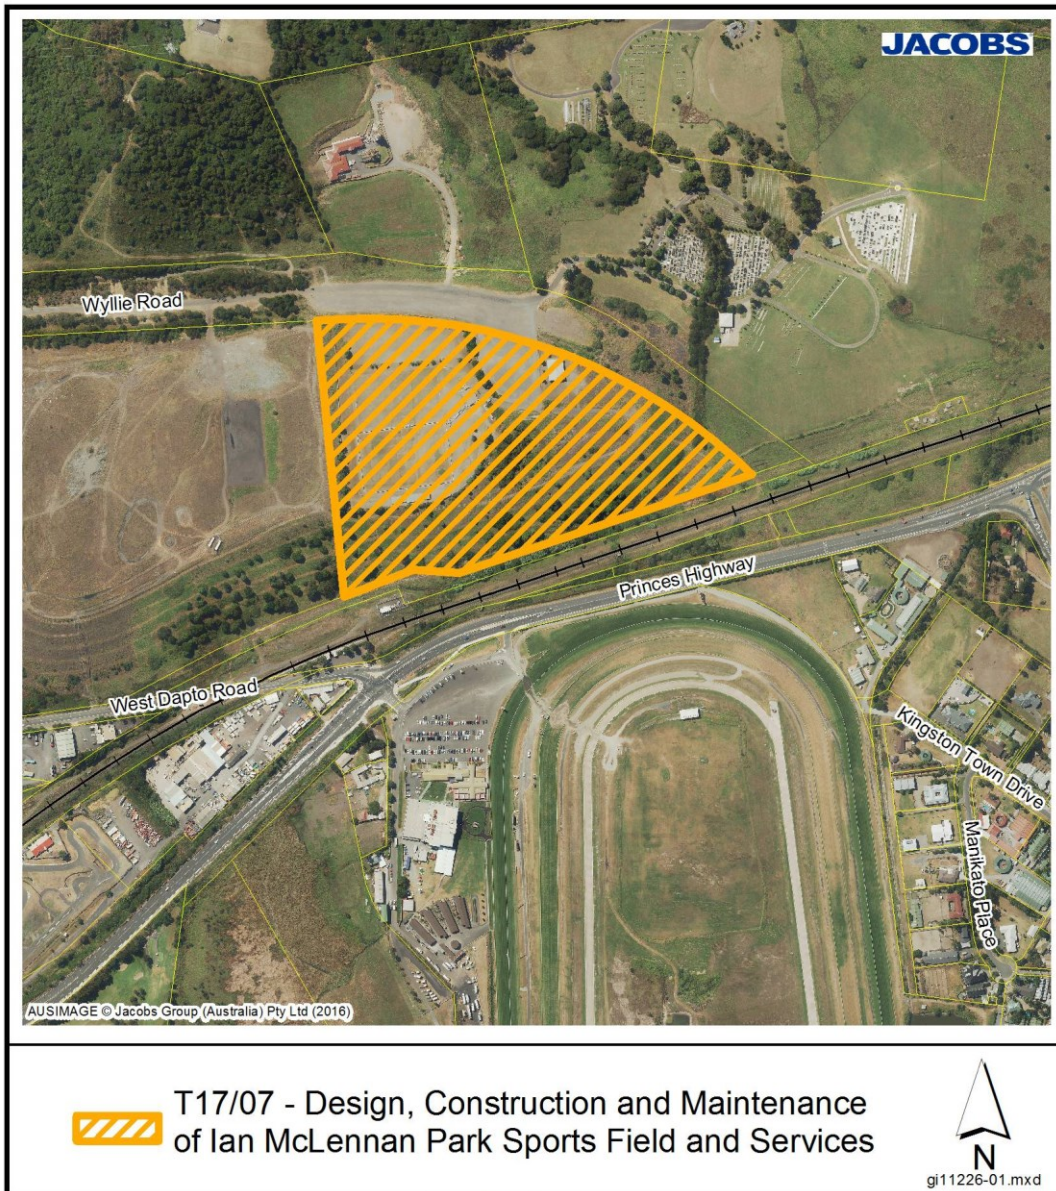 JACOBS
Wyllie Road
Princes Highway
West Dapto Road
Kingston Town Drive
Manikato Place
AUSIMAGE © Jacobs Group (Australia) Pty Ltd (2016)
T17/07 - Design, Construction and Maintenance
of Ian McLennan Park Sports Field and Services
N
gi11226-01.mxd